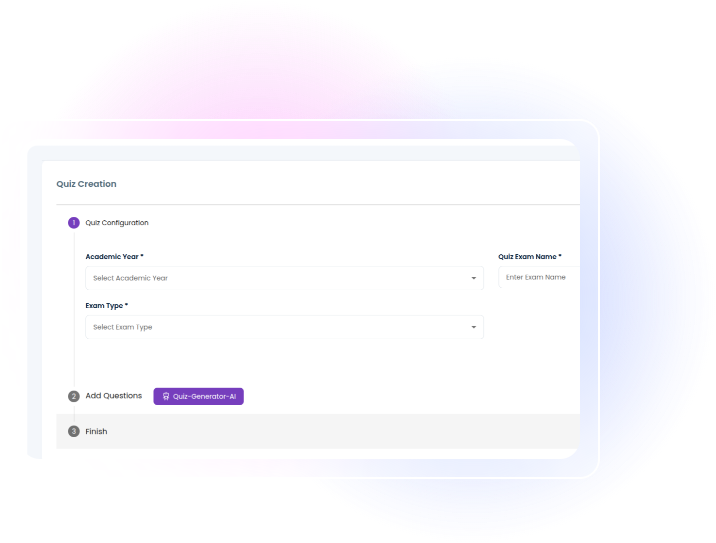 Quiz Creation
1 Quiz Configuration
Academic Year * Quiz Exam Name *
Select Academic Year Enter Exam Name
Exam Type *
Select Exam Type
2 Add Questions Quiz-Generator-AI
3 Finish